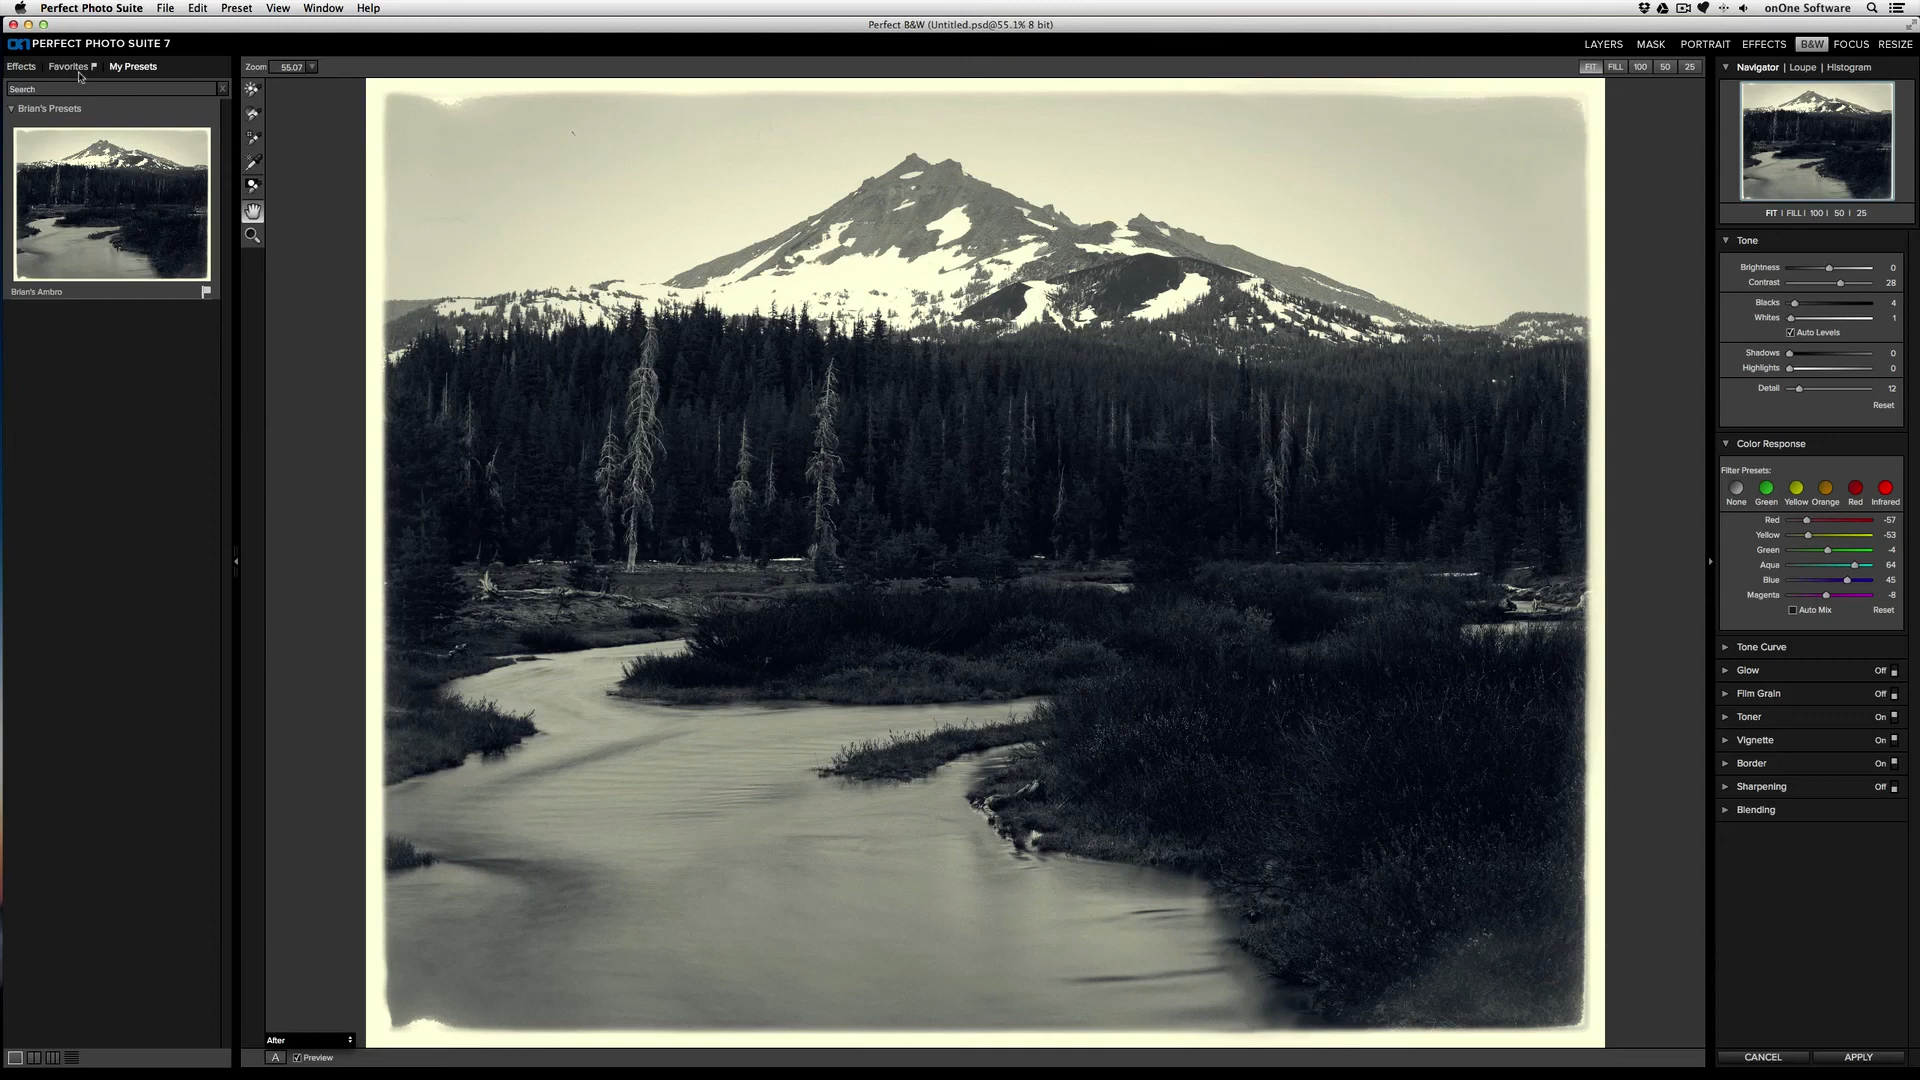 Perfect Photo Suite File Edit Preset View Window Help onOne Software
Perfect B&W (Untitled.psd@55.1% 8 bit)
on PERFECT PHOTO SUITE 7 LAYERS MASK PORTRAIT EFFECTS B&W FOCUS RESIZE
Effects Favorites My Presets
Zoom 55.07 FIT FILL 100 50 25
Navigator | Loupe | Histogram
Search X
Brian's Presets
Brian's Ambro
FIT | FILL | 100 | 50 | 25
Tone
Brightness 0
Contrast 28
Blacks 4
Whites 1
Auto Levels
Shadows 0
Highlights 0
Detail 12
Reset
Color Response
Filter Presets:
None Green Yellow Orange Red Infrared
Red -57
Yellow -53
Green -4
Aqua 64
Blue 45
Magenta -8
Auto Mix Reset
Tone Curve
Glow Off
Film Grain Off
Toner On
Vignette On
Border On
Sharpening Off
Blending
After
A Preview
CANCEL APPLY